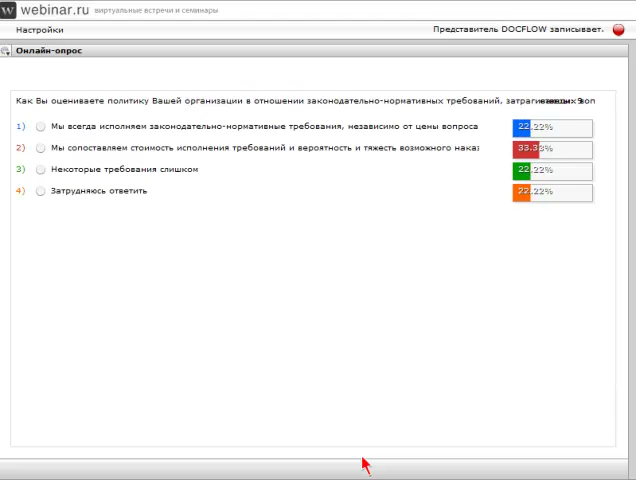 w webinar.ru виртуальные встречи и семинары
Настройки
Представитель DOCFLOW записывает.
Онлайн-опрос
Как Вы оцениваете политику Вашей организации в отношении законодательно-нормативных требований, затрагивающих воп
1) Мы всегда исполняем законодательно-нормативные требования, независимо от цены вопроса 22.22%
2) Мы сопоставляем стоимость исполнения требований и вероятность и тяжесть возможного наказ 33.33%
3) Некоторые требования слишком 22.22%
4) Затрудняюсь ответить 22.22%